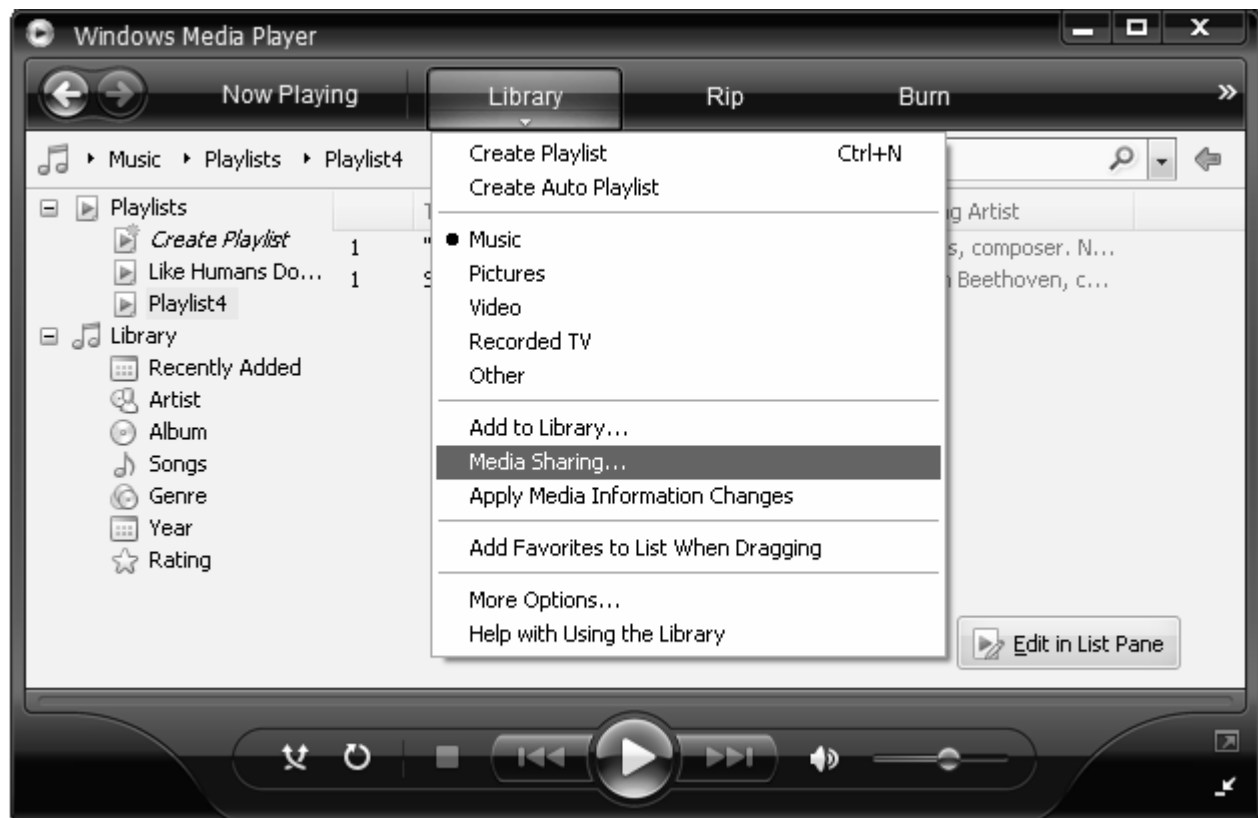 Windows Media Player
Now Playing
Library
Rip
Burn
Music Playlists Playlist4
Create Playlist Ctrl+N
Create Auto Playlist
Music
Pictures
Video
Recorded TV
Other
Add to Library...
Media Sharing...
Apply Media Information Changes
Add Favorites to List When Dragging
More Options...
Help with Using the Library
Playlists
Create Playlist
Like Humans Do...
Playlist4
Library
Recently Added
Artist
Album
Songs
Genre
Year
Rating
1
1
Artist
composer. N...
Beethoven, c...
Edit in List Pane